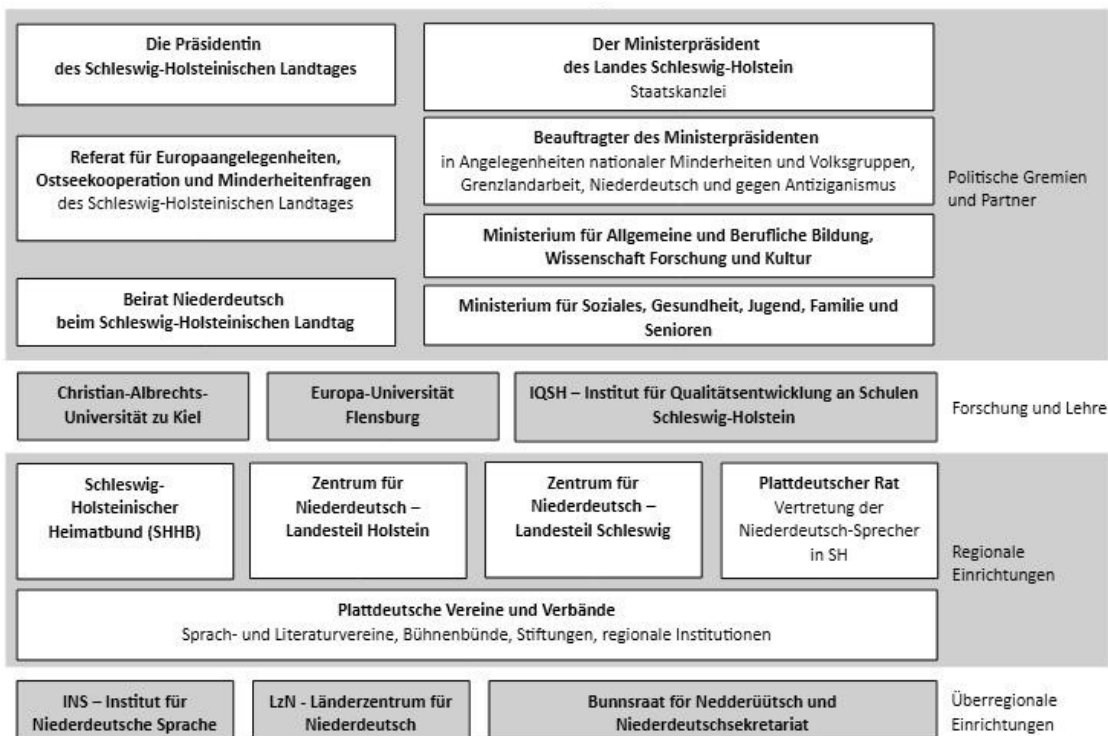 Die Präsidentin
des Schleswig-Holsteinischen Landtages
Der Ministerpräsident
des Landes Schleswig-Holstein
Staatskanzlei
Referat für Europaangelegenheiten,
Ostseekooperation und Minderheitenfragen
des Schleswig-Holsteinischen Landtages
Beauftragter des Ministerpräsidenten
in Angelegenheiten nationaler Minderheiten und Volksgruppen,
Grenzlandarbeit, Niederdeutsch und gegen Antiziganismus
Ministerium für Allgemeine und Berufliche Bildung,
Wissenschaft Forschung und Kultur
Beirat Niederdeutsch
beim Schleswig-Holsteinischen Landtag
Ministerium für Soziales, Gesundheit, Jugend, Familie und
Senioren
Politische Gremien
und Partner
Christian-Albrechts-
Universität zu Kiel
Europa-Universität
Flensburg
IQSH – Institut für Qualitätsentwicklung an Schulen
Schleswig-Holstein
Forschung und Lehre
Schleswig-
Holsteinischer
Heimatbund (SHHB)
Zentrum für
Niederdeutsch –
Landesteil Holstein
Zentrum für
Niederdeutsch –
Landesteil Schleswig
Plattdeutscher Rat
Vertretung der
Niederdeutsch-Sprecher
in SH
Plattdeutsche Vereine und Verbände
Sprach- und Literaturvereine, Bühnenbünde, Stiftungen, regionale Institutionen
Regionale
Einrichtungen
INS – Institut für
Niederdeutsche Sprache
LzN - Länderzentrum für
Niederdeutsch
Bunnsraat för Nedderüütsch und
Niederdeutschsekretariat
Überregionale
Einrichtungen